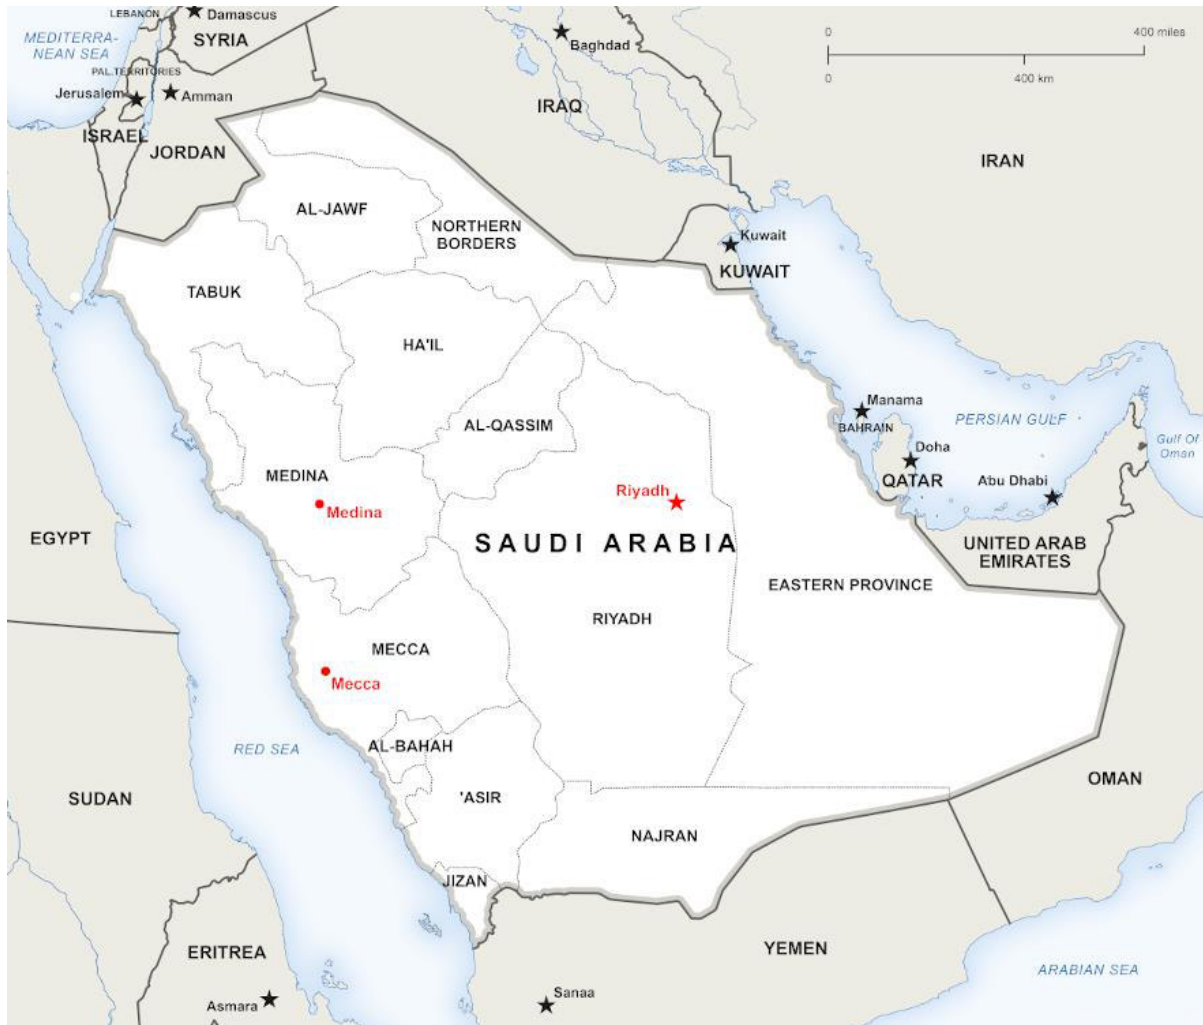 LEBANON
Damascus
SYRIA
MEDITERRA-
NEAN SEA
PAL.TERRITORIES
Jerusalem
Amman
ISRAEL
JORDAN
Baghdad
IRAQ
0
400 miles
0
400 km
IRAN
AL-JAWF
NORTHERN
BORDERS
Kuwait
KUWAIT
TABUK
HA'IL
AL-QASSIM
Manama
BAHRAIN
PERSIAN GULF
Doha
QATAR
Abu Dhabi
Gulf Of
Oman
MEDINA
Medina
Riyadh
EGYPT
SAUDI ARABIA
UNITED ARAB
EMIRATES
EASTERN PROVINCE
RIYADH
MECCA
Mecca
RED SEA
AL-BAHAH
OMAN
SUDAN
'ASIR
NAJRAN
JIZAN
ERITREA
YEMEN
ARABIAN SEA
Asmara
Sanaa